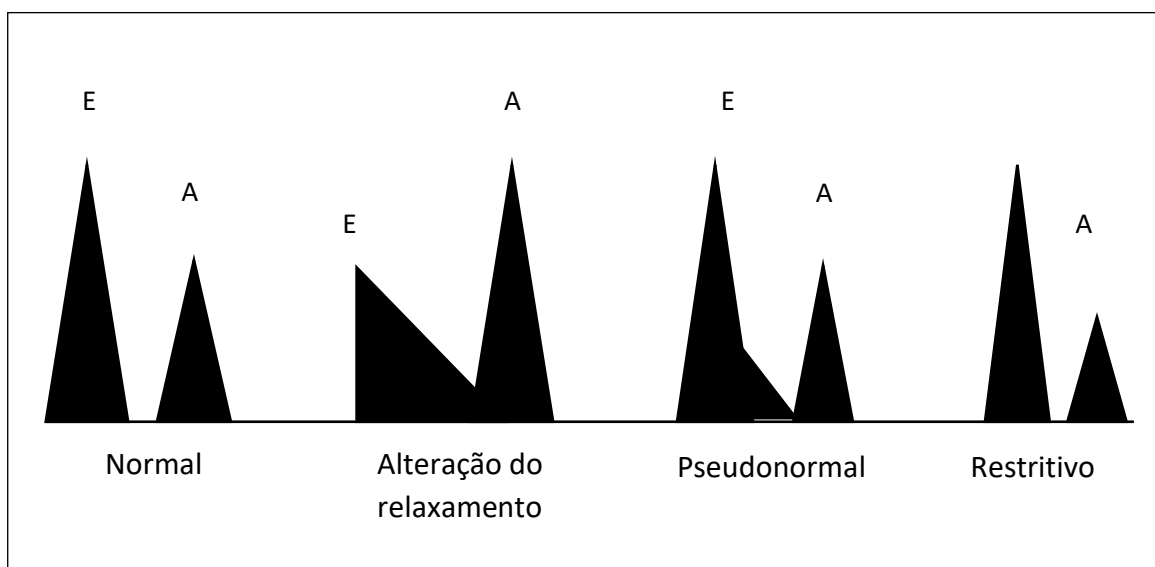 E
A
E
A
E
A
A
Normal
Alteração do
relaxamento
Pseudonormal
Restritivo